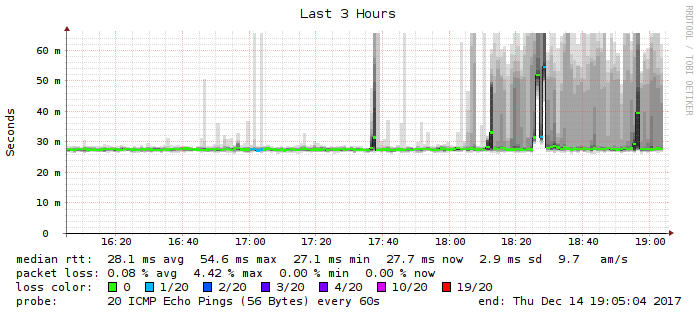 Last 3 Hours
RRDTOOL / TOBI OETIKER
Seconds
60 m
50 m
40 m
30 m
20 m
10 m
0
16:20 16:40 17:00 17:20 17:40 18:00 18:20 18:40 19:00
median rtt: 28.1 ms avg 54.6 ms max 27.1 ms min 27.7 ms now 2.9 ms sd 9.7 am/s
packet loss: 0.08 % avg 4.42 % max 0.00 % min 0.00 % now
loss color: 0 1/20 2/20 3/20 4/20 10/20 19/20
probe: 20 ICMP Echo Pings (56 Bytes) every 60s end: Thu Dec 14 19:05:04 2017